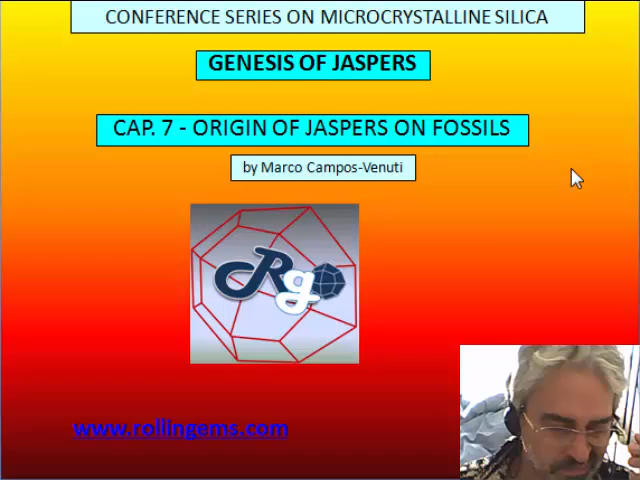 CONFERENCE SERIES ON MICROCRYSTALLINE SILICA
GENESIS OF JASPERS
CAP. 7 - ORIGIN OF JASPERS ON FOSSILS
by Marco Campos-Venuti
Rg
www.rollingems.com